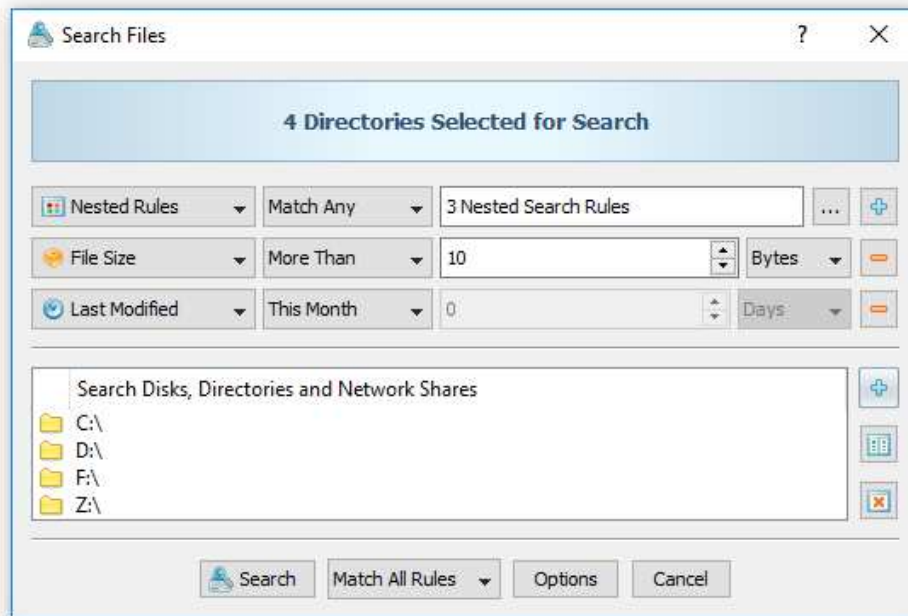 Search Files ?
4 Directories Selected for Search
Nested Rules Match Any 3 Nested Search Rules ...
File Size More Than 10 Bytes
Last Modified This Month 0 Days
Search Disks, Directories and Network Shares
C:\
D:\
F:\
Z:\
Search Match All Rules Options Cancel